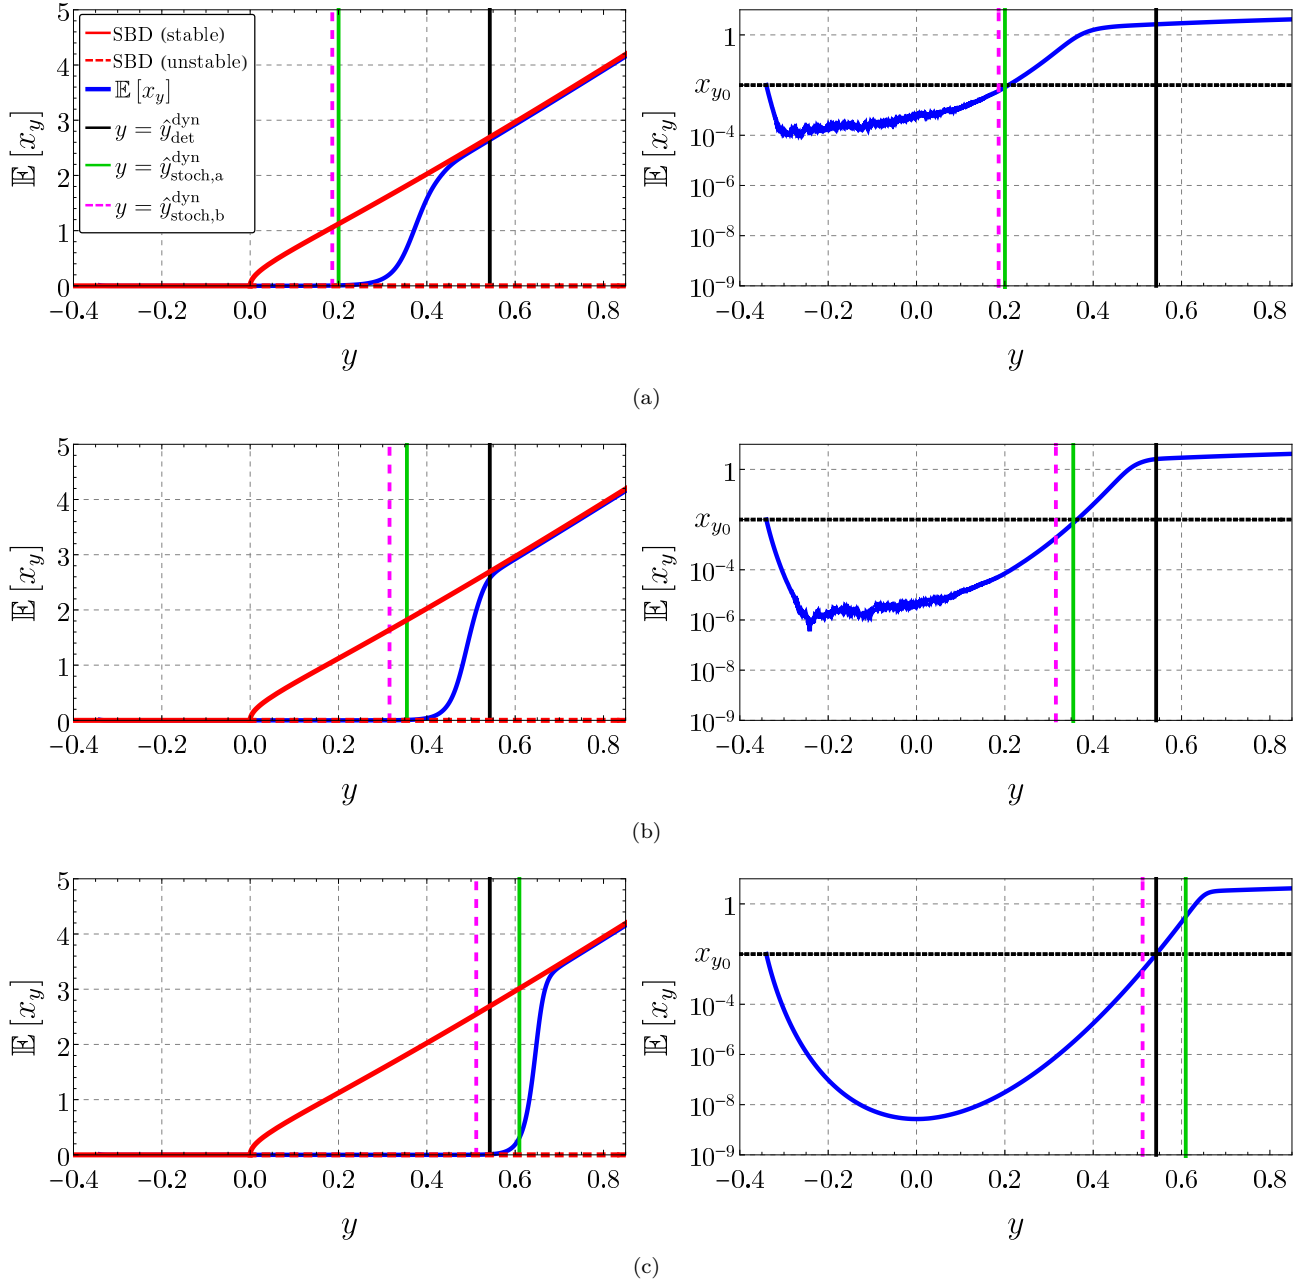 5
4
3
2
1
0
𝔼 [x_y]
SBD (stable)
SBD (unstable)
𝔼 [x_y]
y = ŷ^dyn_det
y = ŷ^dyn_stoch,a
y = ŷ^dyn_stoch,b
−0.4 −0.2 0.0 0.2 0.4 0.6 0.8
y
1
x_{y_0}
10^−4
10^−6
10^−8
10^−9
𝔼 [x_y]
−0.4 −0.2 0.0 0.2 0.4 0.6 0.8
y
(a)
5
4
3
2
1
0
𝔼 [x_y]
−0.4 −0.2 0.0 0.2 0.4 0.6 0.8
y
1
x_{y_0}
10^−4
10^−6
10^−8
10^−9
𝔼 [x_y]
−0.4 −0.2 0.0 0.2 0.4 0.6 0.8
y
(b)
5
4
3
2
1
0
𝔼 [x_y]
−0.4 −0.2 0.0 0.2 0.4 0.6 0.8
y
1
x_{y_0}
10^−4
10^−6
10^−8
10^−9
𝔼 [x_y]
−0.4 −0.2 0.0 0.2 0.4 0.6 0.8
y
(c)